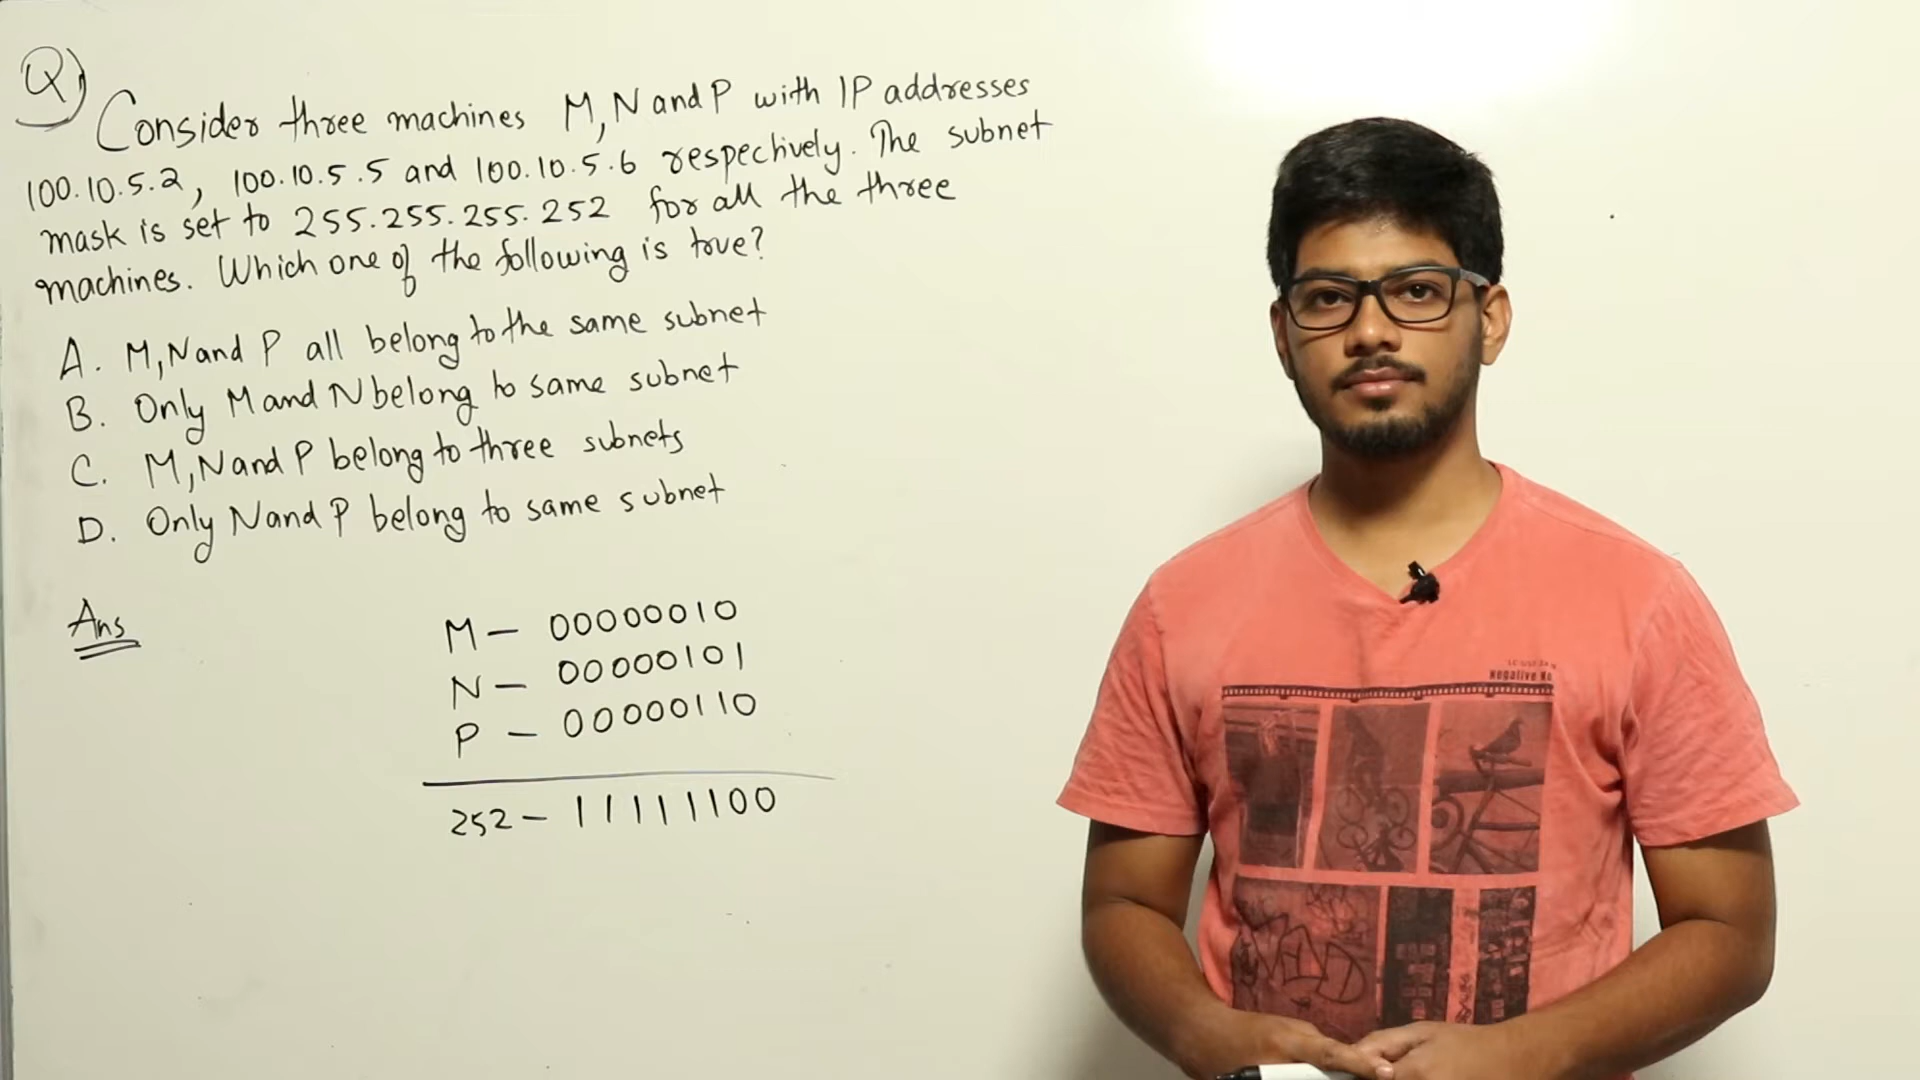 Q)
Consider three machines M, N and P with IP addresses
100.10.5.2, 100.10.5.5 and 100.10.5.6 respectively. The subnet
mask is set to 255.255.255.252 for all the three
machines. Which one of the following is true?
A. M, N and P all belong to the same subnet
B. Only M and N belong to same subnet
C. M, N and P belong to three subnets
D. Only N and P belong to same subnet
Ans
M - 00000010
N - 00000101
P - 00000110
252 - 11111100
Negative